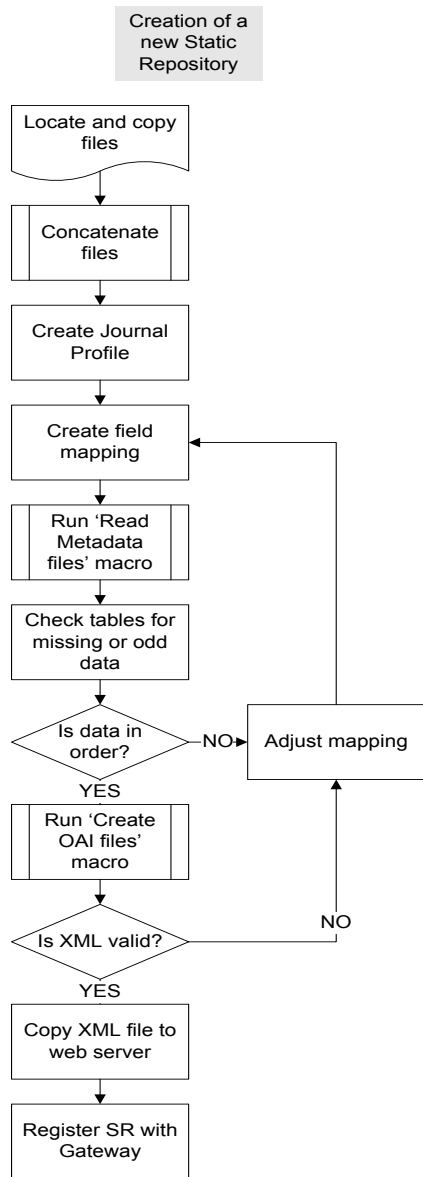 Creation of a
new Static
Repository
Locate and copy
files
Concatenate
files
Create Journal
Profile
Create field
mapping
Run ‘Read
Metadata
files’ macro
Check tables for
missing or odd
data
Is data in
order?
NO
Adjust mapping
YES
Run ‘Create
OAI files’
macro
NO
Is XML valid?
YES
Copy XML file to
web server
Register SR with
Gateway